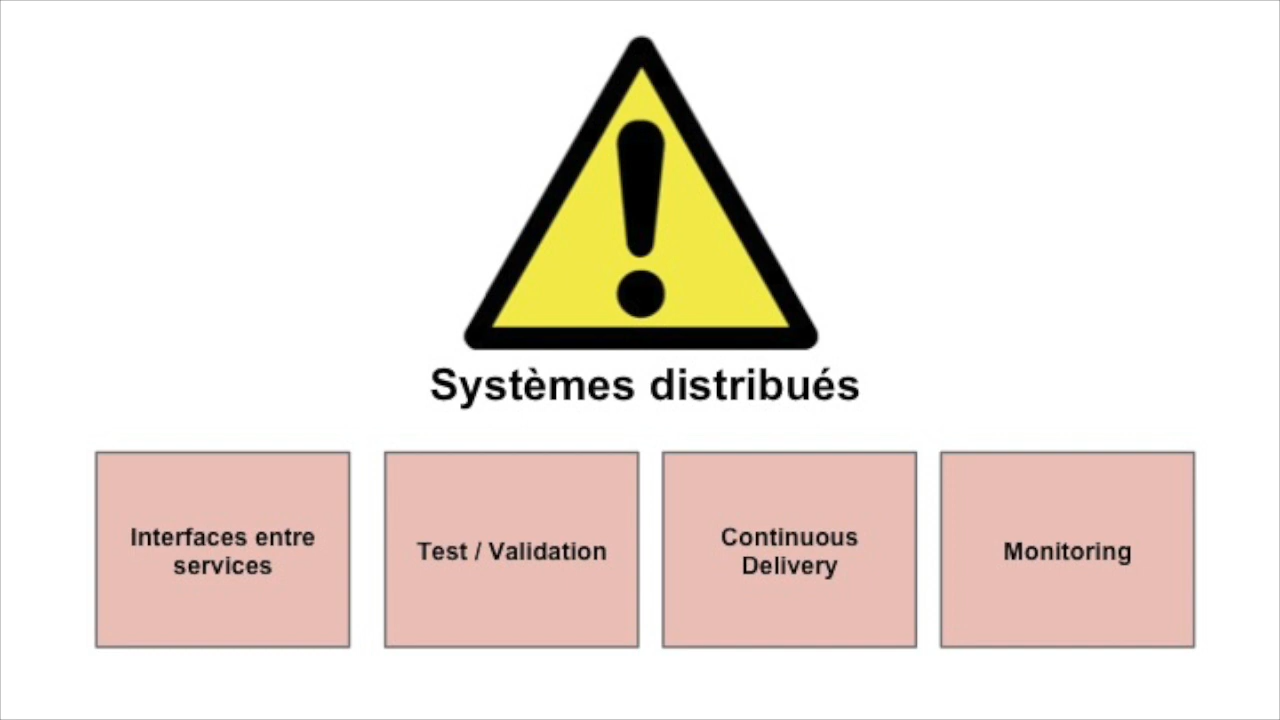 Systèmes distribués
Interfaces entre
services
Test / Validation
Continuous
Delivery
Monitoring